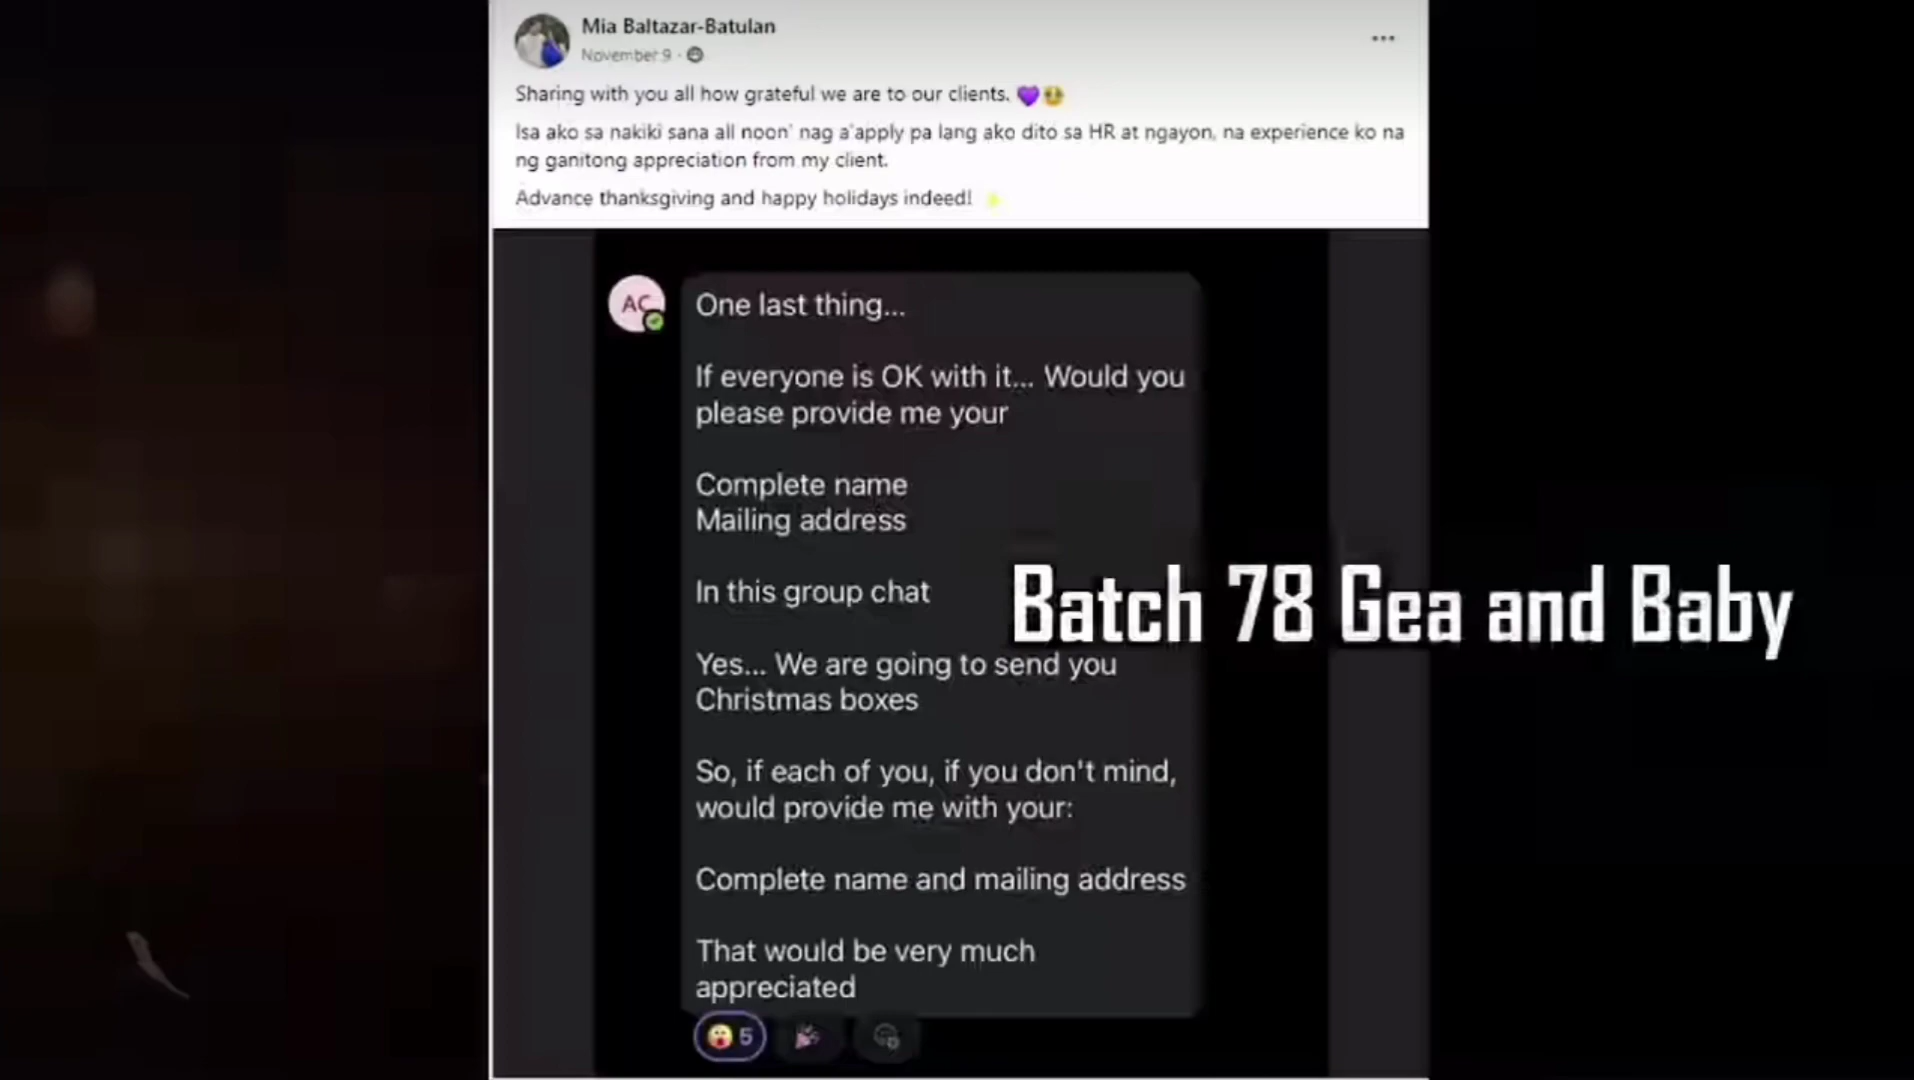 Mia Baltazar-Batulan
November 9 ·
Sharing with you all how grateful we are to our clients. 💜🥹
Isa ako sa nakiki sana all noon' nag a'apply pa lang ako dito sa HR at ngayon, na experience ko na
ng ganitong appreciation from my client.
Advance thanksgiving and happy holidays indeed! ✨
AC
One last thing...
If everyone is OK with it... Would you
please provide me your
Complete name
Mailing address
In this group chat
Yes... We are going to send you
Christmas boxes
So, if each of you, if you don't mind,
would provide me with your:
Complete name and mailing address
That would be very much
appreciated
😲 5
Batch 78 Gea and Baby